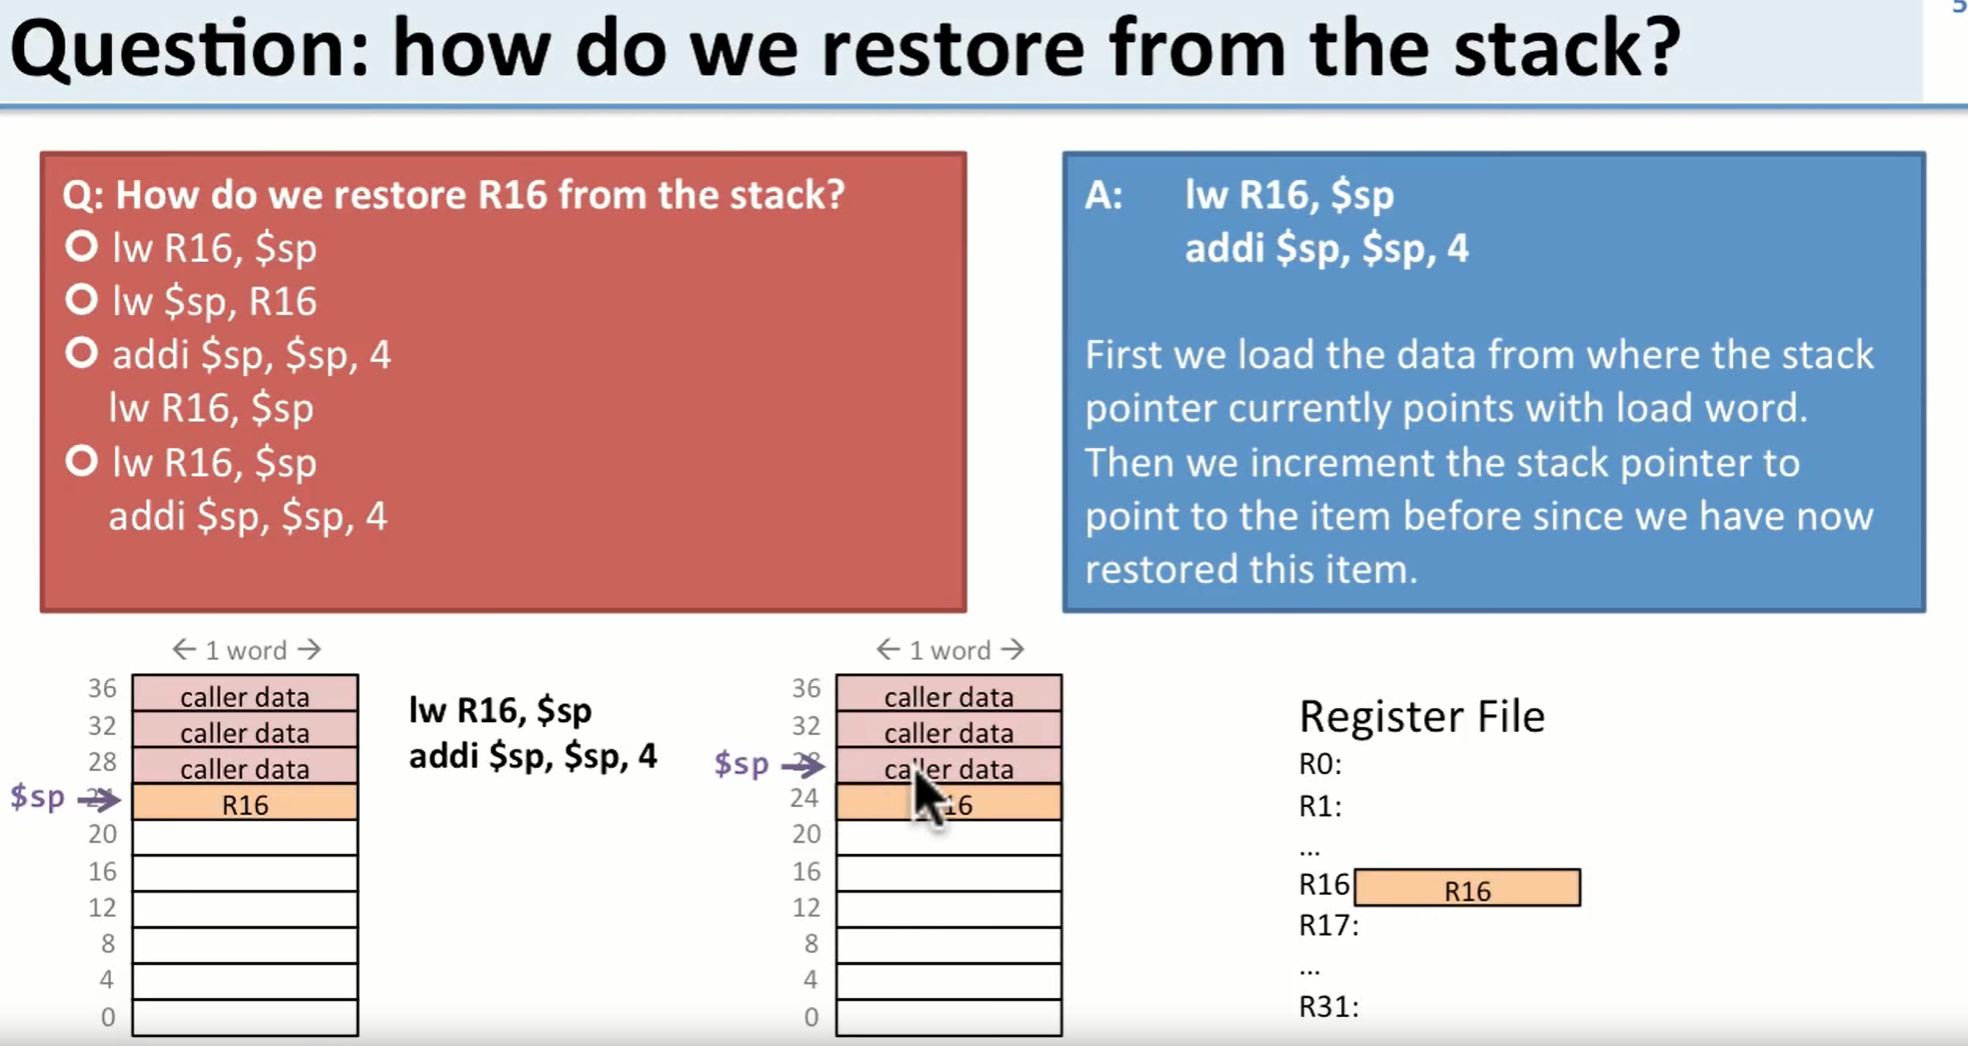 5
Question: how do we restore from the stack?
Q: How do we restore R16 from the stack?
lw R16, $sp
lw $sp, R16
addi $sp, $sp, 4
lw R16, $sp
lw R16, $sp
addi $sp, $sp, 4
A: lw R16, $sp
addi $sp, $sp, 4
First we load the data from where the stack
pointer currently points with load word.
Then we increment the stack pointer to
point to the item before since we have now
restored this item.
← 1 word →
36 caller data
32 caller data
28 caller data
$sp → 24 R16
20
16
12
8
4
0
lw R16, $sp
addi $sp, $sp, 4
← 1 word →
36 caller data
32 caller data
$sp → 28 caller data
24 16
20
16
12
8
4
0
Register File
R0:
R1:
...
R16 R16
R17:
...
R31: